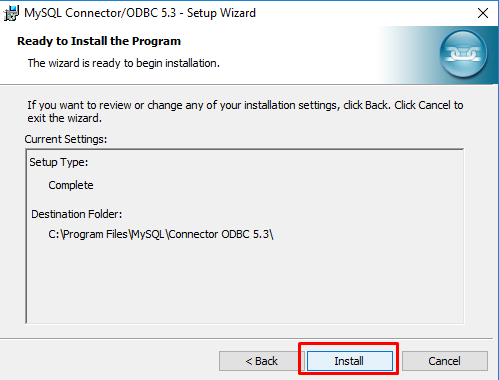 MySQL Connector/ODBC 5.3 - Setup Wizard
Ready to Install the Program
The wizard is ready to begin installation.
If you want to review or change any of your installation settings, click Back. Click Cancel to
exit the wizard.
Current Settings:
Setup Type:
Complete
Destination Folder:
C:\Program Files\MySQL\Connector ODBC 5.3\
< Back
Install
Cancel